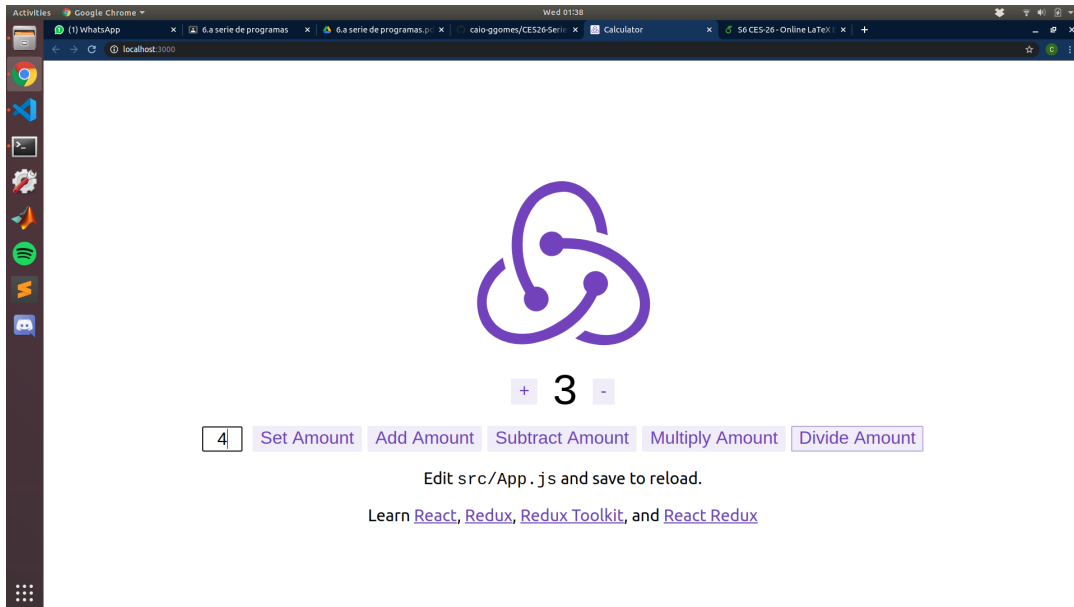 Activities Google Chrome Wed 01:38
(1) WhatsApp × 6.a serie de programas × 6.a serie de programas.p × caio-ggomes/CES26-Serie × Calculator × S6 CES-26 - Online LaTeX E × +
localhost:3000 C
+ 3 -
4 Set Amount Add Amount Subtract Amount Multiply Amount Divide Amount
Edit src/App.js and save to reload.
Learn React, Redux, Redux Toolkit, and React Redux